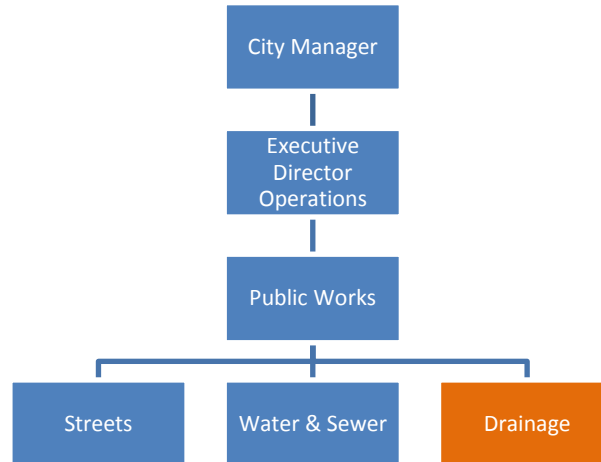 City Manager
Executive
Director
Operations
Public Works
Streets
Water & Sewer
Drainage